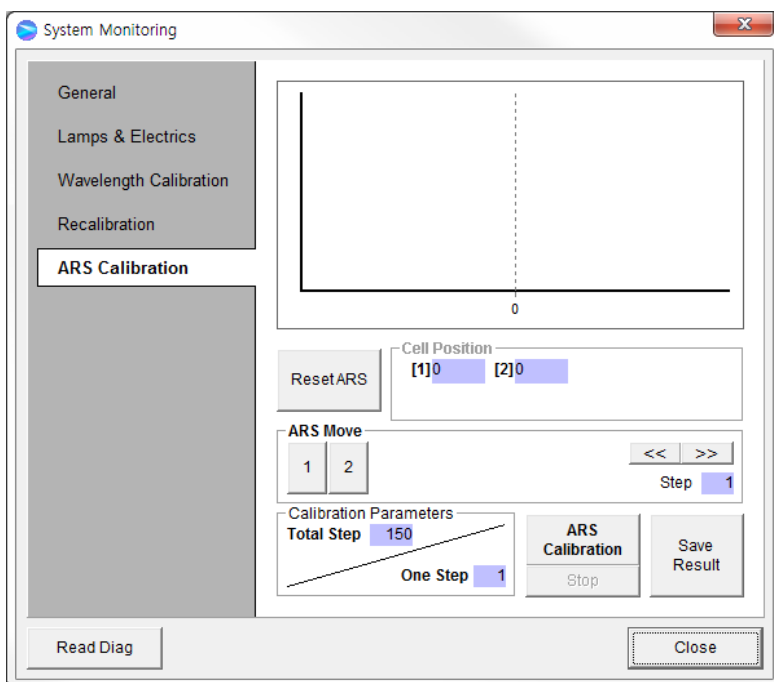 System Monitoring
X
General
Lamps & Electrics
Wavelength Calibration
Recalibration
ARS Calibration
0
ResetARS
Cell Position
[1] 0 [2] 0
ARS Move
1 2
<< >>
Step 1
Calibration Parameters
Total Step 150
One Step 1
ARS
Calibration
Stop
Save
Result
Read Diag
Close